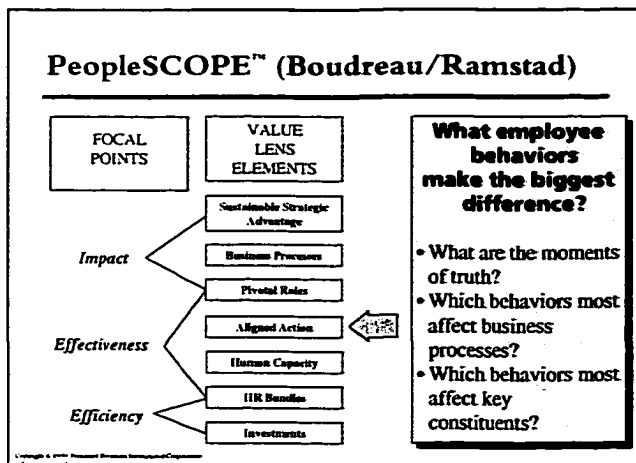 PeopleSCOPE™ (Boudreau/Ramstad)
FOCAL
POINTS
VALUE
LENS
ELEMENTS
Impact
Effectiveness
Efficiency
Sustainable Strategic
Advantage
Business Processes
Pivotal Roles
Aligned Action
Human Capacity
HR Bundles
Investments
What employee
behaviors
make the biggest
difference?
• What are the moments
of truth?
• Which behaviors most
affect business
processes?
• Which behaviors most
affect key
constituents?
Copyright